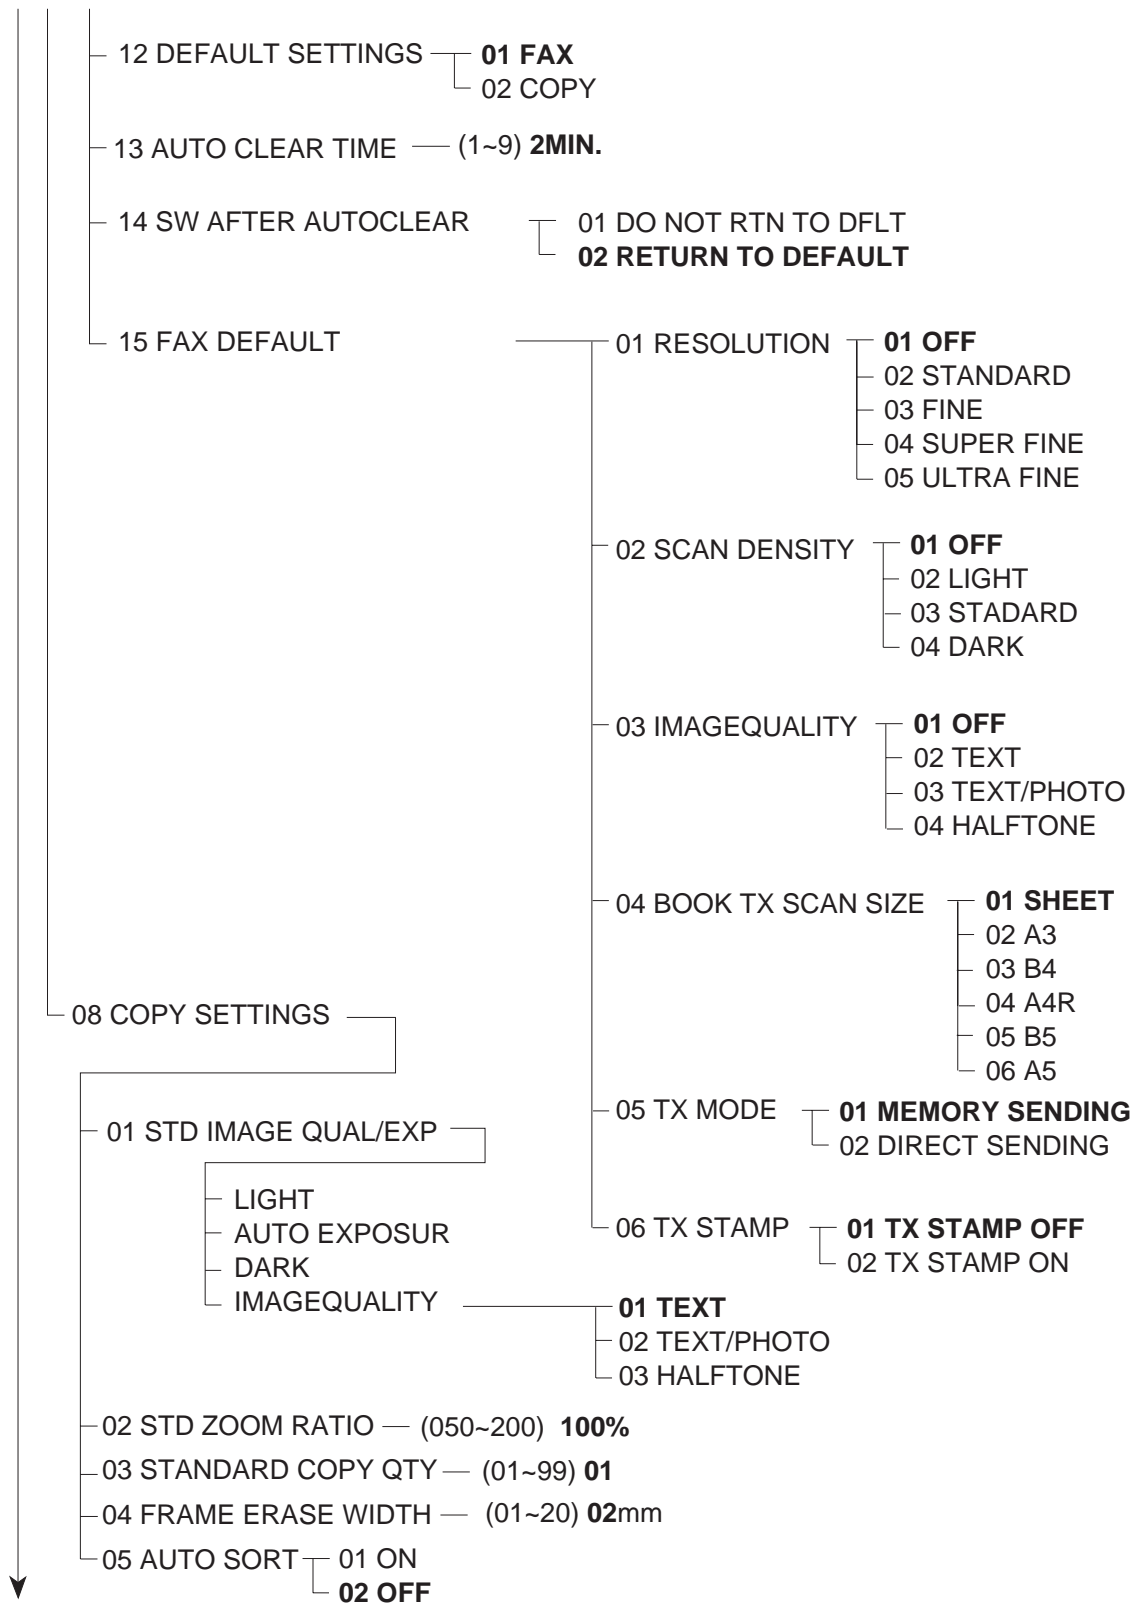 12 DEFAULT SETTINGS 01 FAX
02 COPY
13 AUTO CLEAR TIME (1~9) 2MIN.
14 SW AFTER AUTOCLEAR 01 DO NOT RTN TO DFLT
02 RETURN TO DEFAULT
15 FAX DEFAULT 01 RESOLUTION 01 OFF
02 STANDARD
03 FINE
04 SUPER FINE
05 ULTRA FINE
02 SCAN DENSITY 01 OFF
02 LIGHT
03 STADARD
04 DARK
03 IMAGEQUALITY 01 OFF
02 TEXT
03 TEXT/PHOTO
04 HALFTONE
04 BOOK TX SCAN SIZE 01 SHEET
02 A3
03 B4
04 A4R
05 B5
06 A5
05 TX MODE 01 MEMORY SENDING
02 DIRECT SENDING
06 TX STAMP 01 TX STAMP OFF
02 TX STAMP ON
08 COPY SETTINGS
01 STD IMAGE QUAL/EXP
LIGHT
AUTO EXPOSUR
DARK
IMAGEQUALITY 01 TEXT
02 TEXT/PHOTO
03 HALFTONE
02 STD ZOOM RATIO (050~200) 100%
03 STANDARD COPY QTY (01~99) 01
04 FRAME ERASE WIDTH (01~20) 02mm
05 AUTO SORT 01 ON
02 OFF